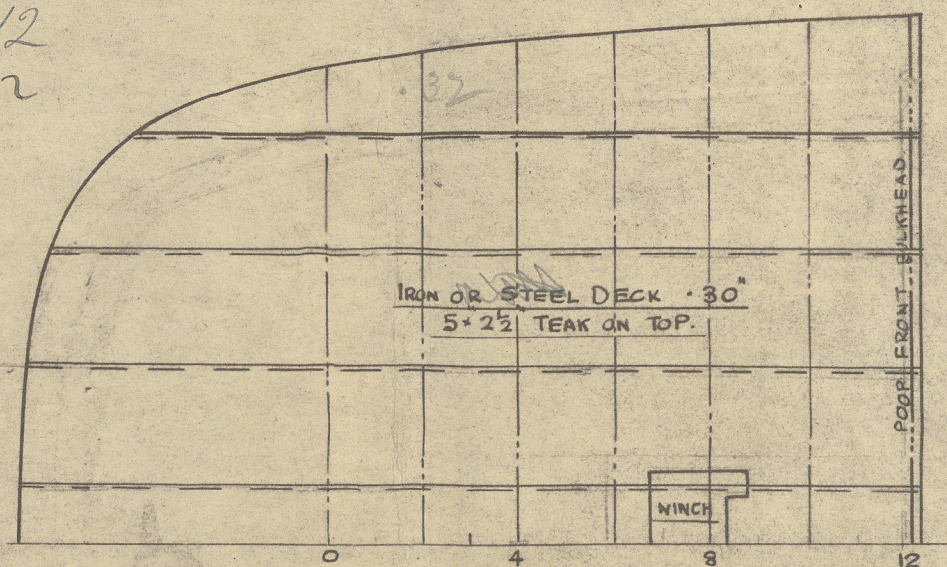 12
2
.32
IRON OR STEEL DECK .30"
5" × 2½" TEAK ON TOP.
POOP FRONT BULKHEAD
WINCH
0 4 8 12